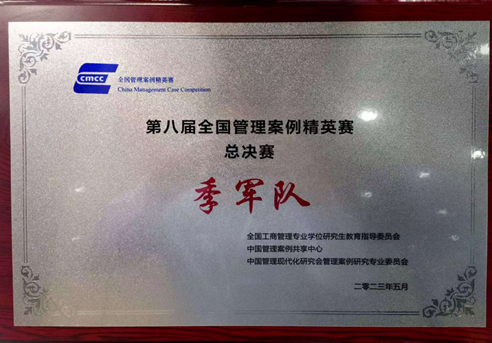 cmcc
全国管理案例精英赛
China Management Case Competition
第八届全国管理案例精英赛
总决赛
季军队
全国工商管理专业学位研究生教育指导委员会
中国管理案例共享中心
中国管理现代化研究会管理案例研究专业委员会
二〇二三年五月